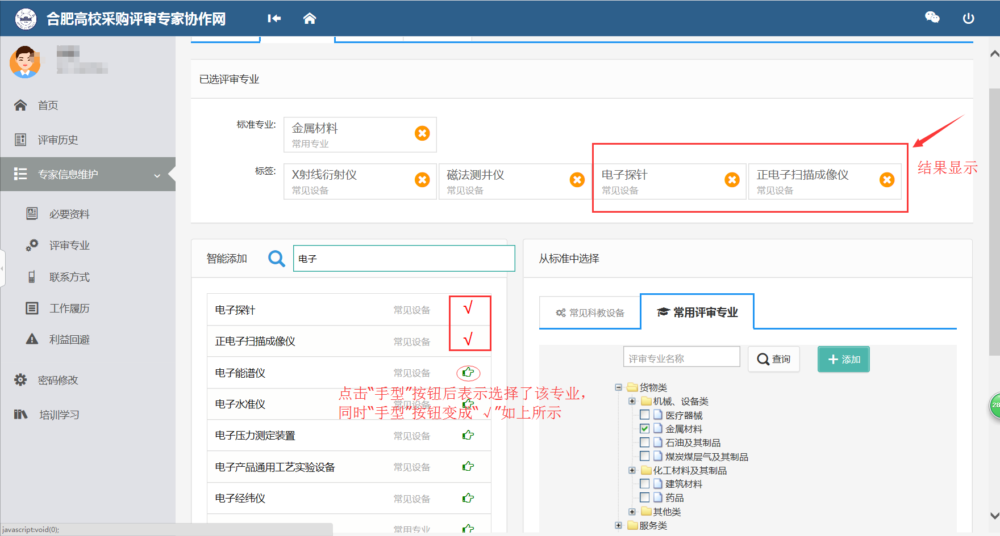 合肥高校采购评审专家协作网
首页
评审历史
专家信息维护
必要资料
评审专业
联系方式
工作履历
利益回避
密码修改
培训学习
已选评审专业
标准专业:
金属材料
常用专业
标签:
X射线衍射仪
常见设备
磁法测井仪
常见设备
电子探针
常见设备
正电子扫描成像仪
常见设备
结果显示
智能添加
电子
电子探针 常见设备 √
正电子扫描成像仪 常见设备 √
电子能谱仪 常见设备
电子水准仪 常见设备
点击“手型”按钮后表示选择了该专业，
同时“手型”按钮变成“√”如上所示
电子压力测定装置 常见设备
电子产品通用工艺实验设备 常见设备
电子经纬仪 常见设备
常用专业
从标准中选择
常见科教设备
常用评审专业
评审专业名称
查询
添加
货物类
机械、设备类
医疗器械
金属材料
石油及其制品
煤炭煤层气及其制品
化工材料及其制品
建筑材料
药品
其他类
服务类
28
javascript:void(0);